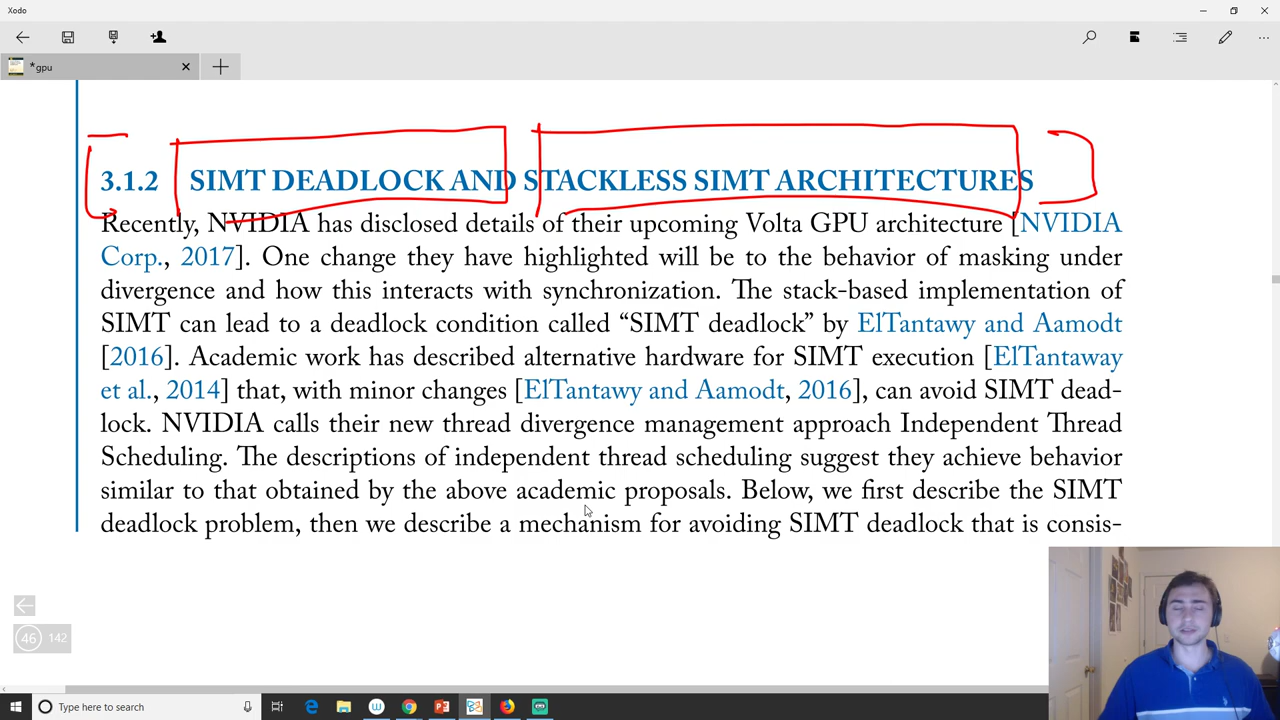 Xodo
*gpu
3.1.2 SIMT DEADLOCK AND STACKLESS SIMT ARCHITECTURES
Recently, NVIDIA has disclosed details of their upcoming Volta GPU architecture [NVIDIA
Corp., 2017]. One change they have highlighted will be to the behavior of masking under
divergence and how this interacts with synchronization. The stack-based implementation of
SIMT can lead to a deadlock condition called “SIMT deadlock” by ElTantawy and Aamodt
[2016]. Academic work has described alternative hardware for SIMT execution [ElTantaway
et al., 2014] that, with minor changes [ElTantawy and Aamodt, 2016], can avoid SIMT dead-
lock. NVIDIA calls their new thread divergence management approach Independent Thread
Scheduling. The descriptions of independent thread scheduling suggest they achieve behavior
similar to that obtained by the above academic proposals. Below, we first describe the SIMT
deadlock problem, then we describe a mechanism for avoiding SIMT deadlock that is consis-
46 142
Type here to search